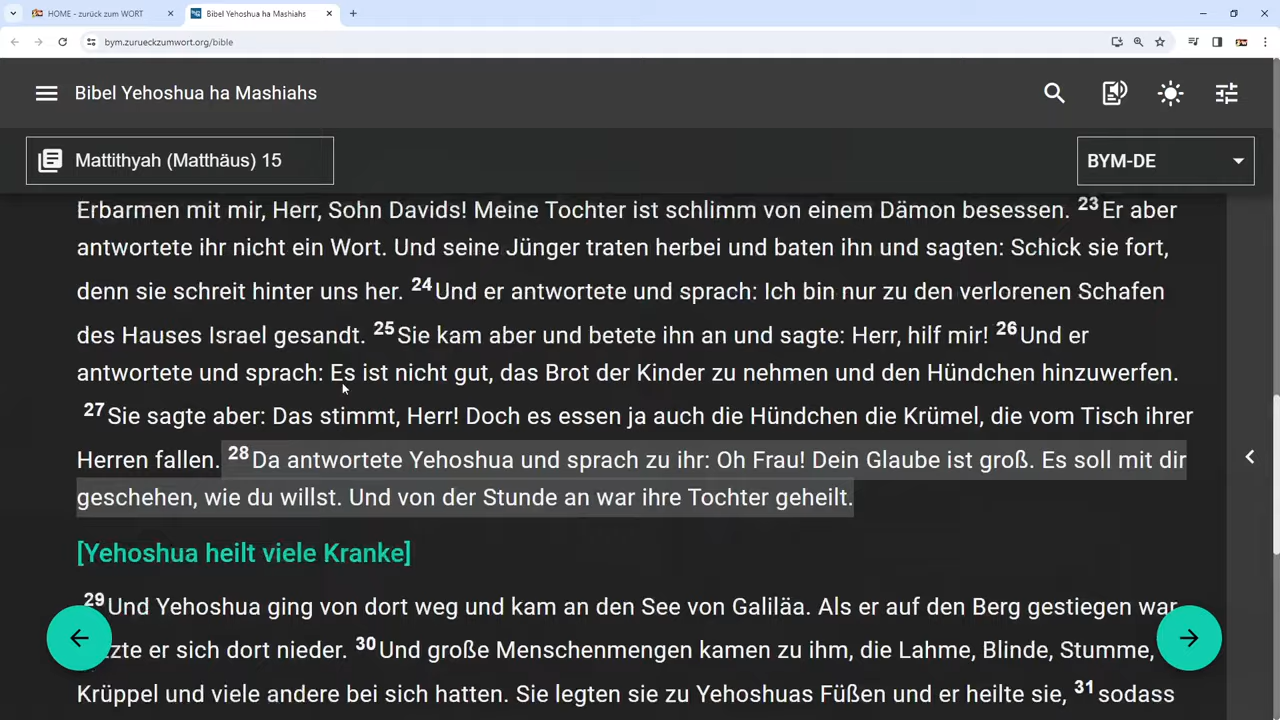 HOME - zurück zum WORT
Bibel Yehoshua ha Mashiahs
bym.zurueckzumwort.org/bible
Bibel Yehoshua ha Mashiahs
Mattithyah (Matthäus) 15
BYM-DE
Erbarmen mit mir, Herr, Sohn Davids! Meine Tochter ist schlimm von einem Dämon besessen. 23 Er aber
antwortete ihr nicht ein Wort. Und seine Jünger traten herbei und baten ihn und sagten: Schick sie fort,
denn sie schreit hinter uns her. 24 Und er antwortete und sprach: Ich bin nur zu den verlorenen Schafen
des Hauses Israel gesandt. 25 Sie kam aber und betete ihn an und sagte: Herr, hilf mir! 26 Und er
antwortete und sprach: Es ist nicht gut, das Brot der Kinder zu nehmen und den Hündchen hinzuwerfen.
27 Sie sagte aber: Das stimmt, Herr! Doch es essen ja auch die Hündchen die Krümel, die vom Tisch ihrer
Herren fallen. 28 Da antwortete Yehoshua und sprach zu ihr: Oh Frau! Dein Glaube ist groß. Es soll mit dir
geschehen, wie du willst. Und von der Stunde an war ihre Tochter geheilt.
[Yehoshua heilt viele Kranke]
29 Und Yehoshua ging von dort weg und kam an den See von Galiläa. Als er auf den Berg gestiegen war,
er sich dort nieder. 30 Und große Menschenmengen kamen zu ihm, die Lahme, Blinde, Stumme,
Krüppel und viele andere bei sich hatten. Sie legten sie zu Yehoshuas Füßen und er heilte sie, 31 sodass